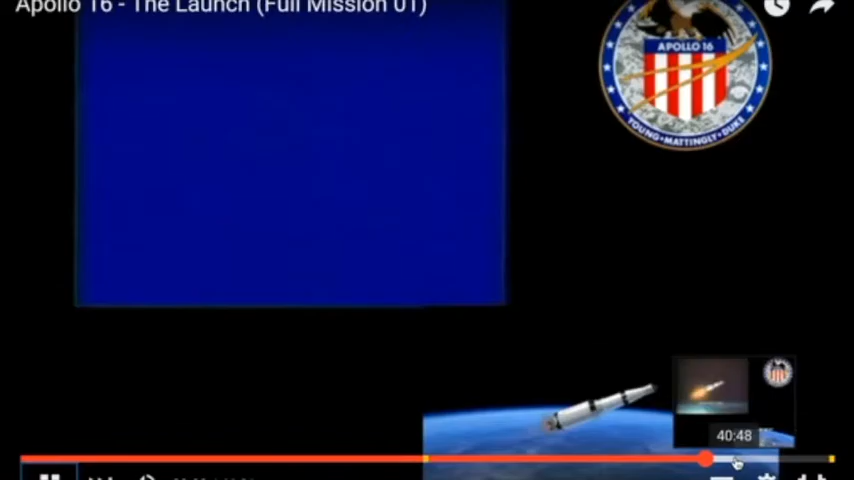 Apollo 16 - The Launch (Full Mission 01)
APOLLO 16
YOUNG•MATTINGLY•DUKE
40:48